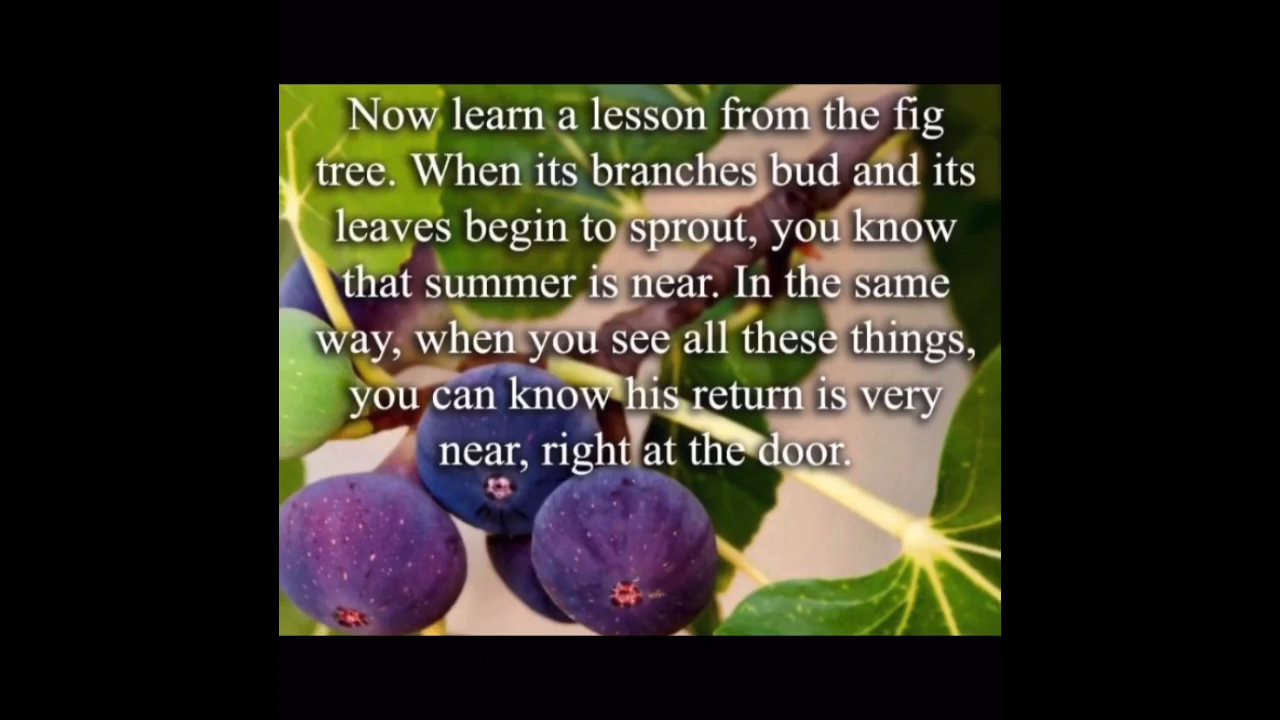 Now learn a lesson from the fig
tree. When its branches bud and its
leaves begin to sprout, you know
that summer is near. In the same
way, when you see all these things,
you can know his return is very
near, right at the door.